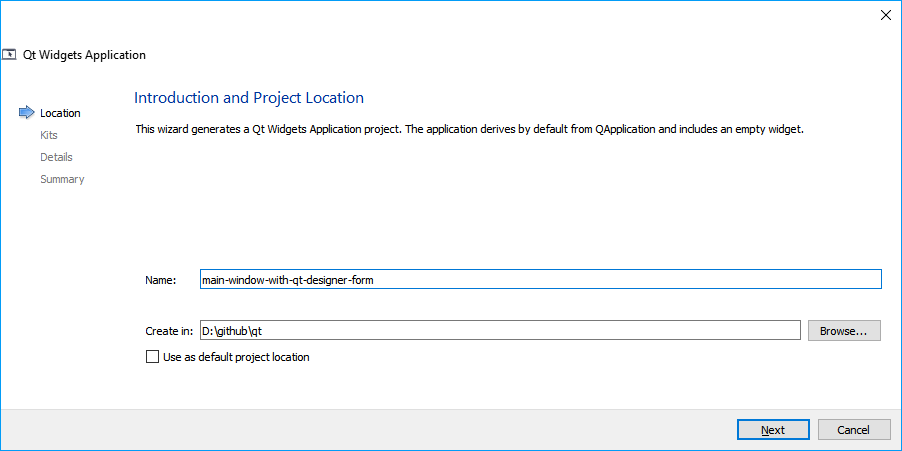 Qt Widgets Application
Introduction and Project Location
Location
This wizard generates a Qt Widgets Application project. The application derives by default from QApplication and includes an empty widget.
Kits
Details
Summary
Name: main-window-with-qt-designer-form
Create in: D:\github\qt Browse...
Use as default project location
Next Cancel